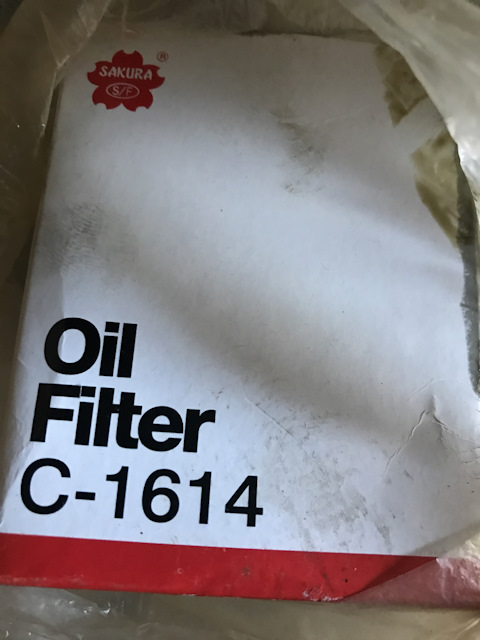 SAKURA
®
S/F
Oil
Filter
C-1614